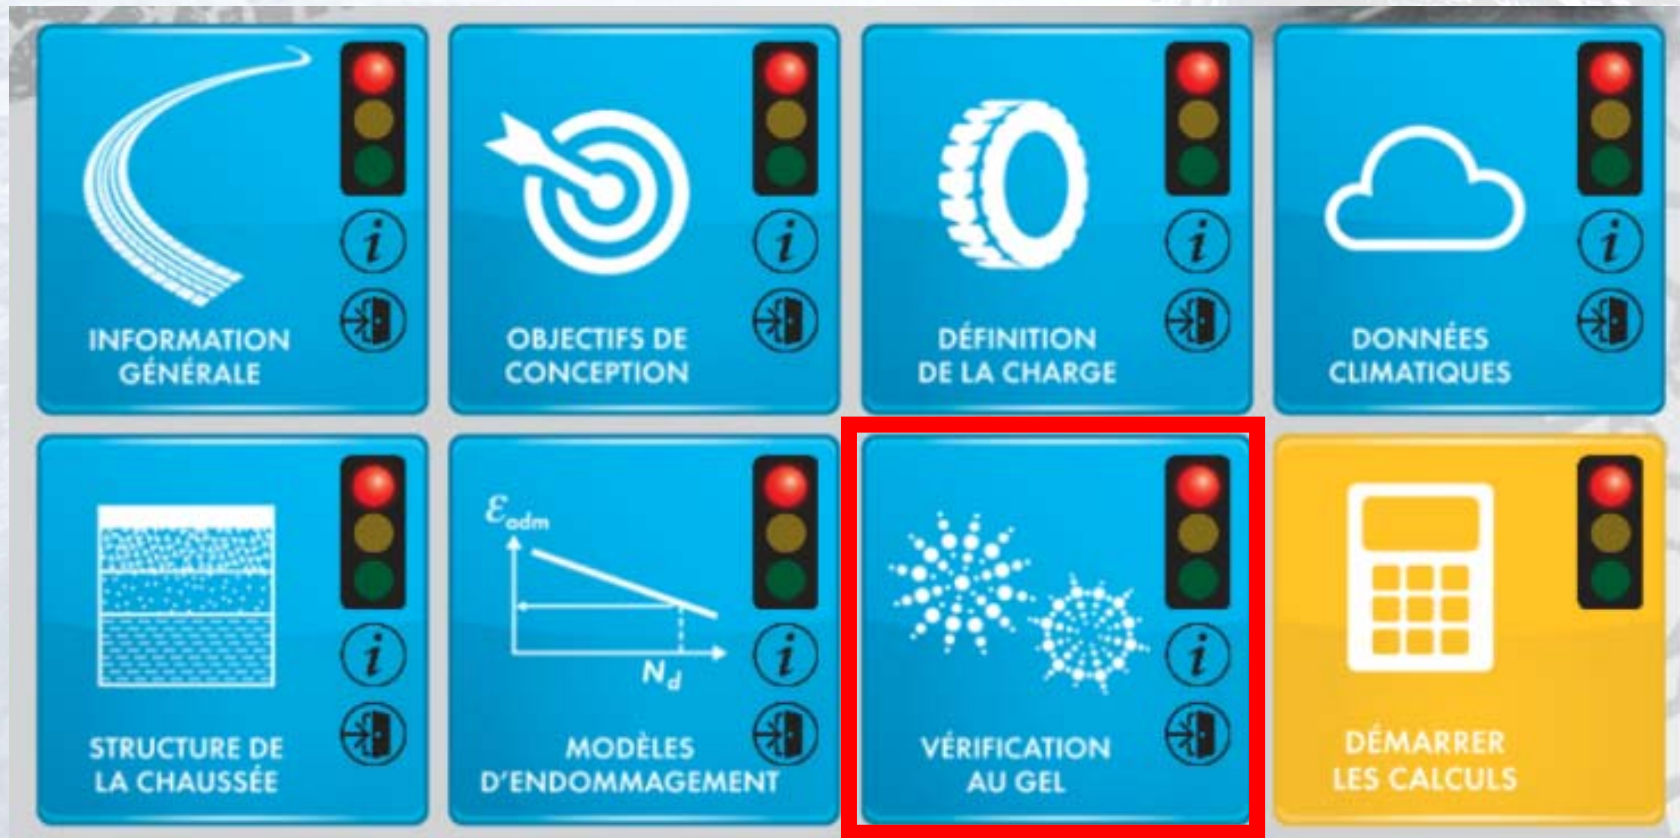 INFORMATION
GÉNÉRALE
i
OBJECTIFS DE
CONCEPTION
i
DÉFINITION
DE LA CHARGE
i
DONNÉES
CLIMATIQUES
i
STRUCTURE DE
LA CHAUSSÉE
i
εadm
Nd
MODÈLES
D'ENDOMMAGEMENT
i
VÉRIFICATION
AU GEL
i
DÉMARRER
LES CALCULS